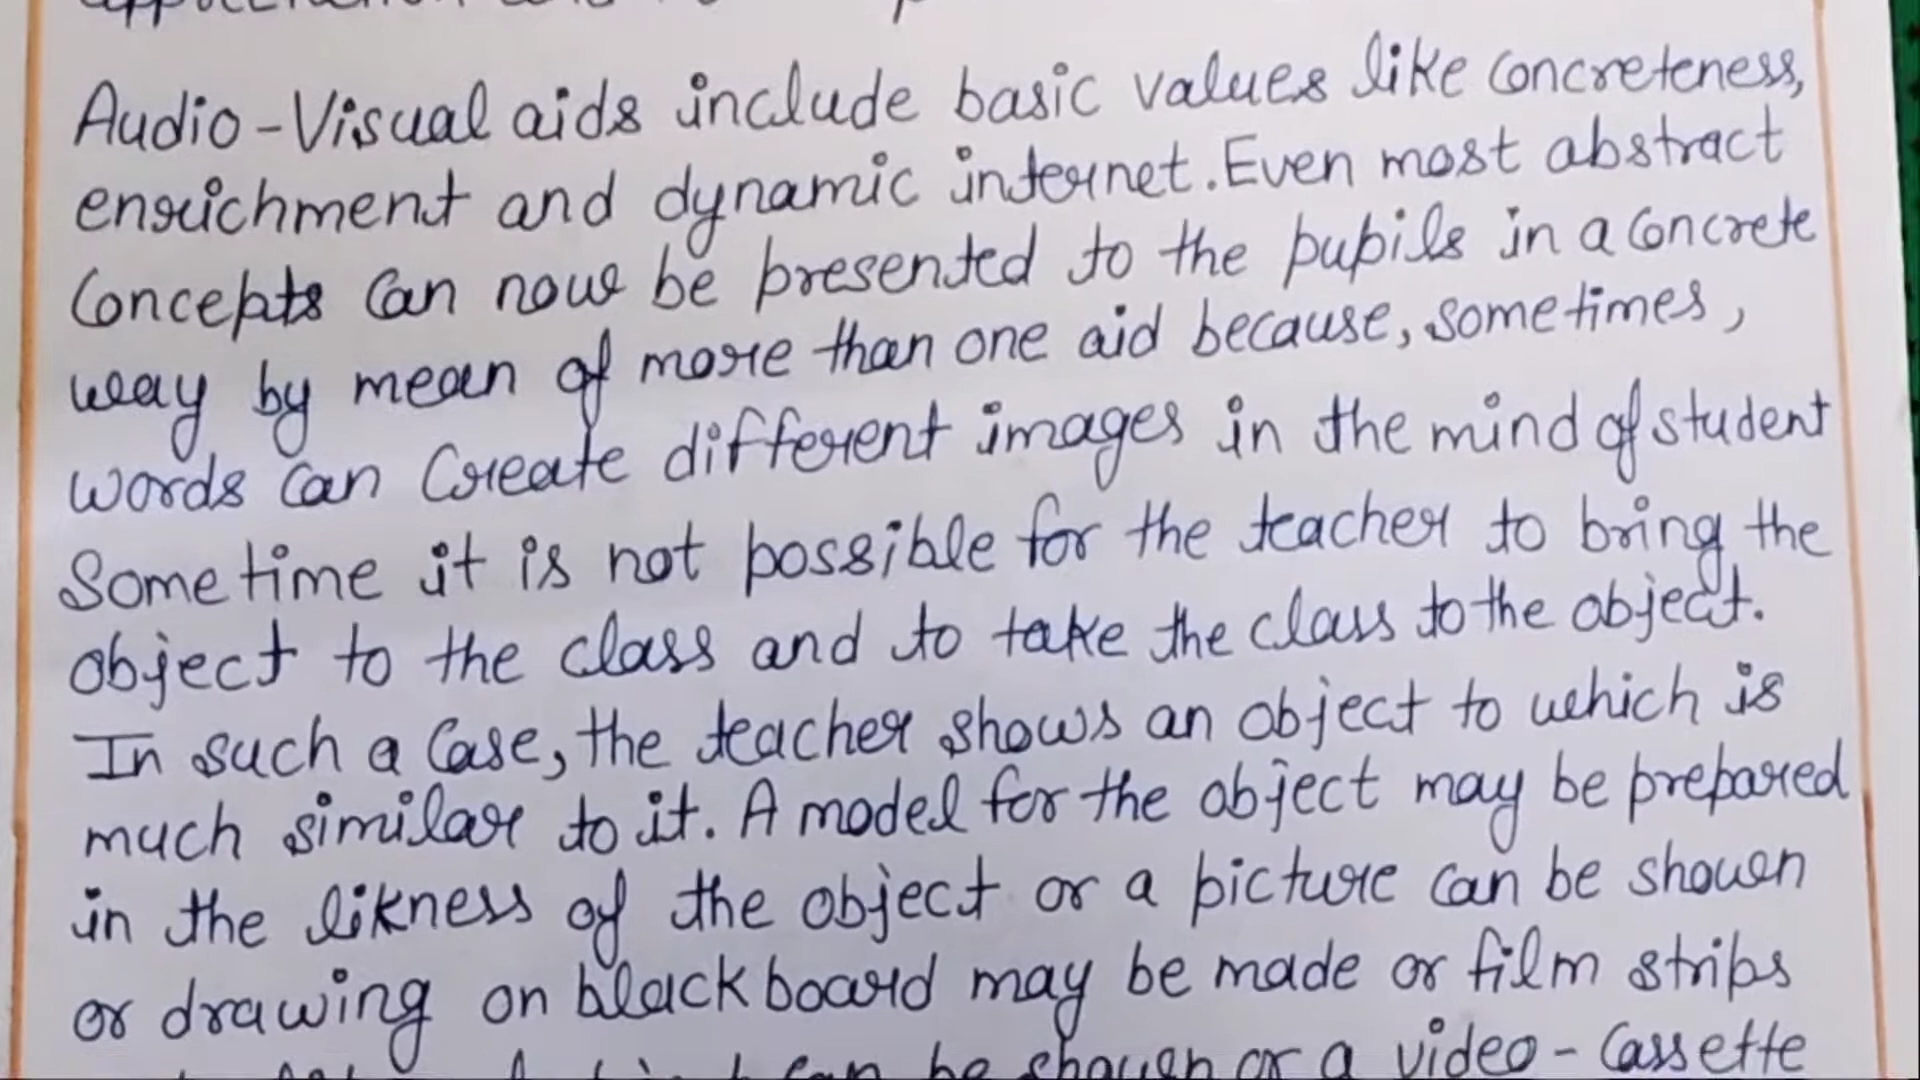 Audio-Visual aids include basic values like concreteness,
enrichment and dynamic internet. Even most abstract
concepts can now be presented to the pupils in a concrete
way by mean of more than one aid because, sometimes,
words can create different images in the mind of student
Sometime it is not possible for the teacher to bring the
object to the class and to take the class to the object.
In such a case, the teacher shows an object to which is
much similar to it. A model for the object may be prepared
in the likness of the object or a picture can be shown
or drawing on blackboard may be made or film strips
can be shown or a video-cassette